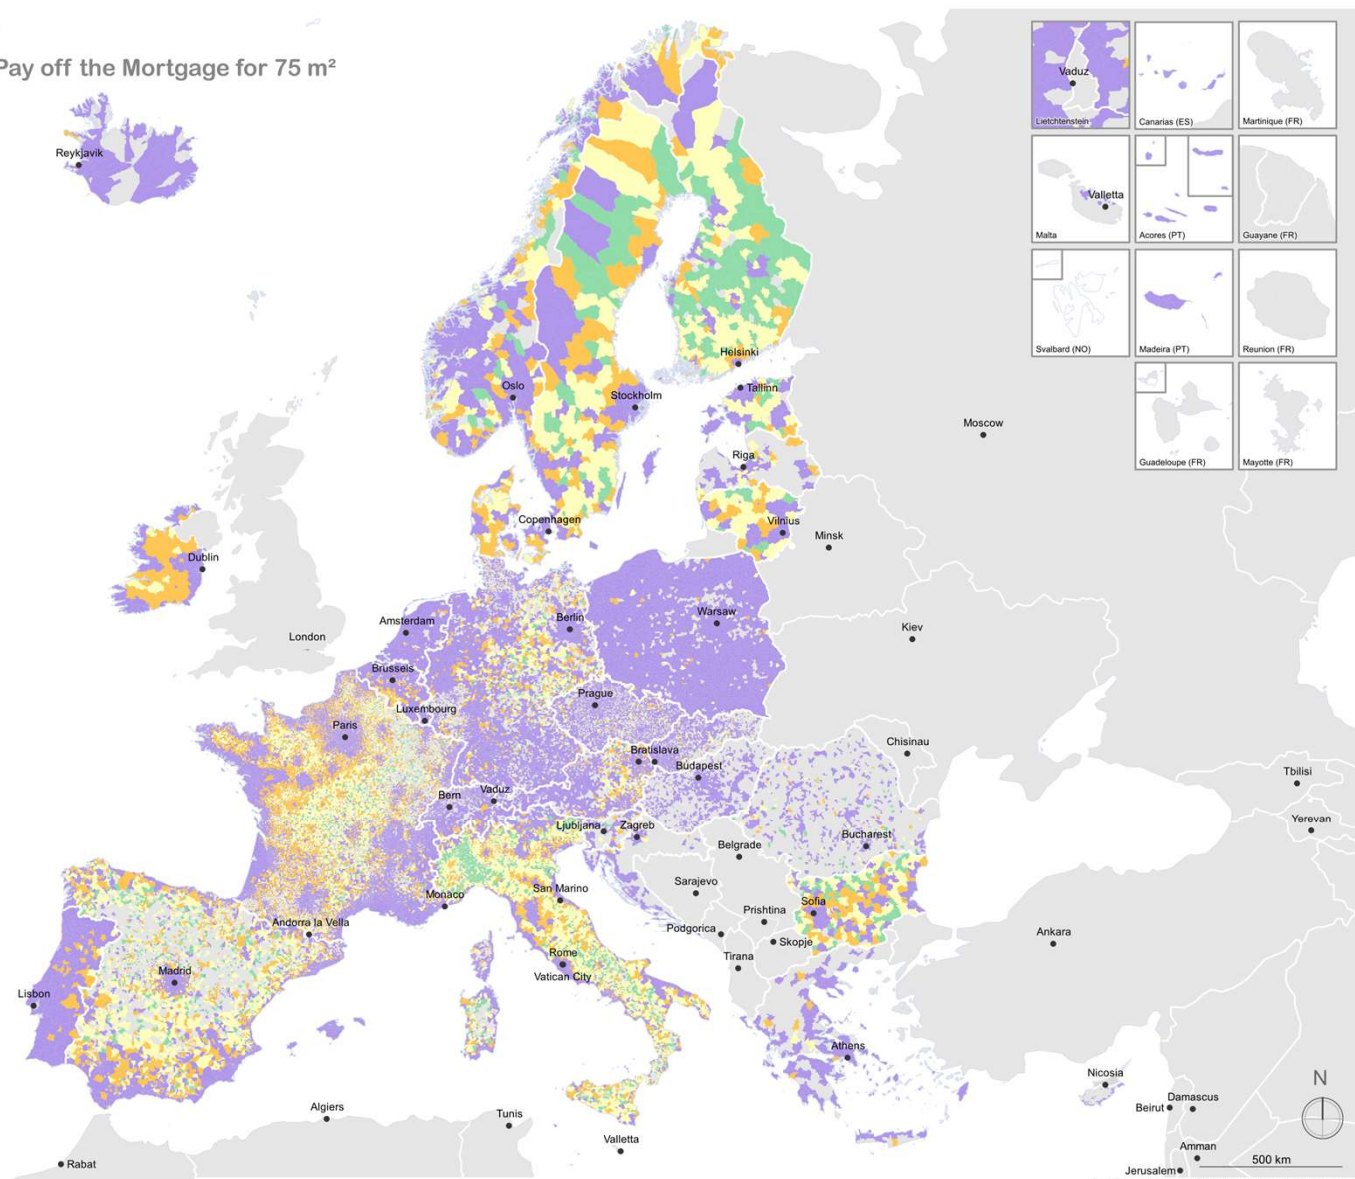 Pay off the Mortgage for 75 m²
Reykjavik
Vaduz
Lietchtenstein
Canarias (ES)
Martinique (FR)
Valletta
Malta
Acores (PT)
Guayane (FR)
Svalbard (NO)
Madeira (PT)
Reunion (FR)
Guadeloupe (FR)
Mayotte (FR)
Helsinki
Oslo
Tallinn
Stockholm
Moscow
Riga
Copenhagen
Vilnius
Minsk
Dublin
Amsterdam
Berlin
Warsaw
London
Kiev
Brussels
Prague
Luxembourg
Paris
Chisinau
Bratislava
Budapest
Tbilisi
Bern
Vaduz
Yerevan
Ljubljana
Zagreb
Bucharest
Belgrade
Monaco
San Marino
Sarajevo
Sofia
Prishtina
Andorra la Vella
Podgorica
Skopje
Ankara
Rome
Tirana
Madrid
Vatican City
Lisbon
Athens
Nicosia
N
Algiers
Tunis
Beirut
Damascus
Valletta
Amman
500 km
Rabat
Jerusalem